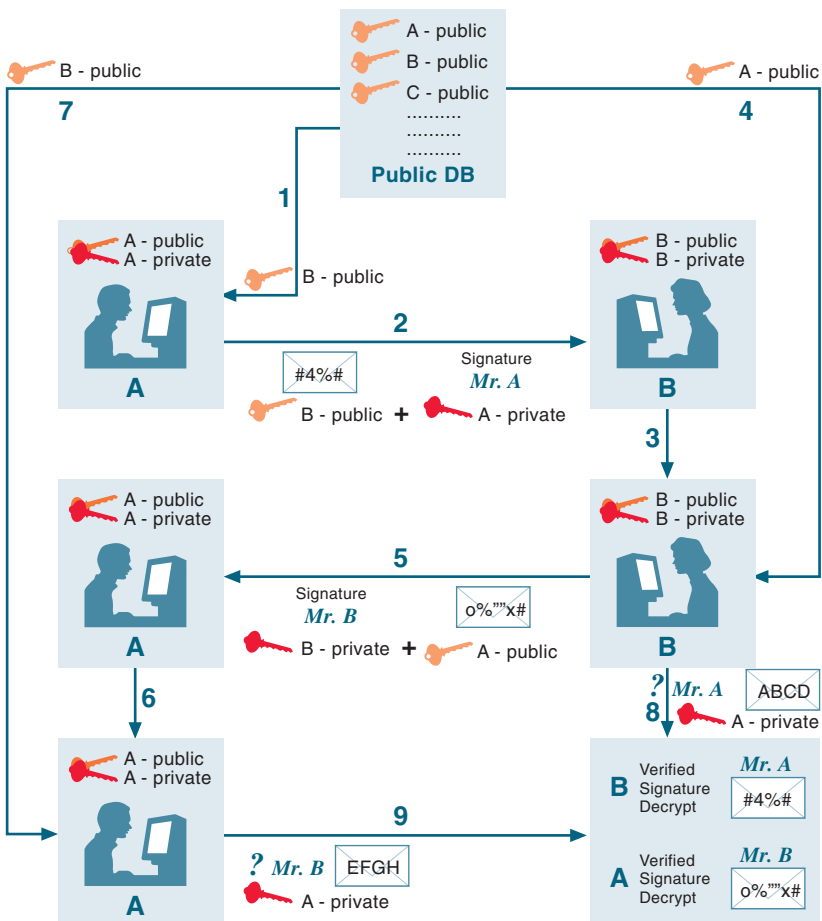 A - public
B - public
C - public
..........
..........
..........
Public DB
B - public
7
A - public
4
1
A - public
A - private
A
B - public
B - public
B - private
B
2
#4%#
Signature
Mr. A
B - public + A - private
3
A - public
A - private
A
B - public
B - private
B
5
Signature
Mr. B
o%””x#
B - private + A - public
6
8
? Mr. A
ABCD
A - private
A - public
A - private
A
9
? Mr. B
EFGH
A - private
B
Verified
Signature
Decrypt
Mr. A
#4%#
A
Verified
Signature
Decrypt
Mr. B
o%””x#